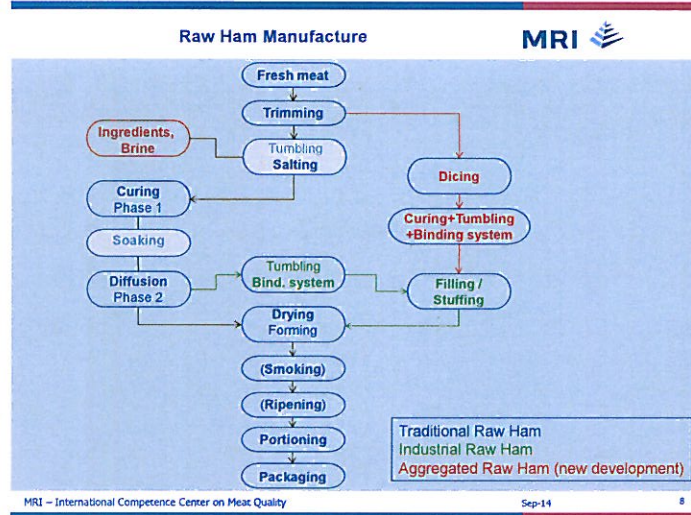 Raw Ham Manufacture
MRI
Fresh meat
Trimming
Ingredients,
Brine
Tumbling
Salting
Dicing
Curing
Phase 1
Curing+Tumbling
+Binding system
Soaking
Diffusion
Phase 2
Tumbling
Bind. system
Filling /
Stuffing
Drying
Forming
(Smoking)
(Ripening)
Portioning
Packaging
Traditional Raw Ham
Industrial Raw Ham
Aggregated Raw Ham (new development)
MRI – International Competence Center on Meat Quality
Sep-14
8